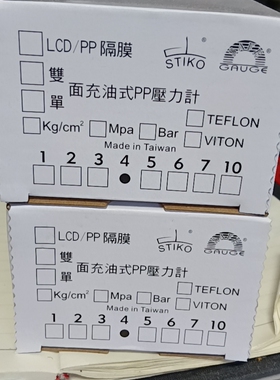 LCD/PP 隔膜
STIKO
GAUGE
雙
單
面充油式PP壓力計
TEFLON
Kg/cm²
Mpa
Bar
VITON
Made in Taiwan
1 2 3 4 5 6 7 10
LCD/PP 隔膜
STIKO
GAUGE
雙
單
面充油式PP壓力計
TEFLON
Kg/cm²
Mpa
Bar
VITON
Made in Taiwan
1 2 3 4 5 6 7 10